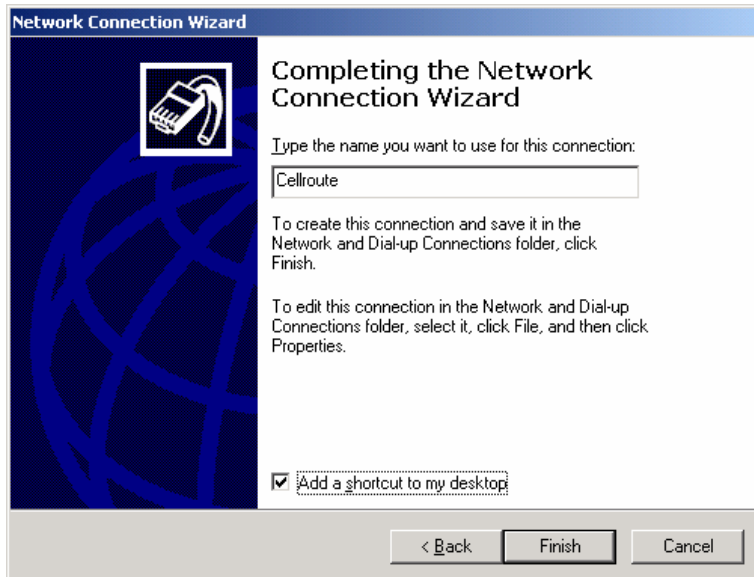 Network Connection Wizard
Completing the Network
Connection Wizard
Type the name you want to use for this connection:
Cellroute
To create this connection and save it in the
Network and Dial-up Connections folder, click
Finish.
To edit this connection in the Network and Dial-up
Connections folder, select it, click File, and then click
Properties.
Add a shortcut to my desktop
< Back
Finish
Cancel